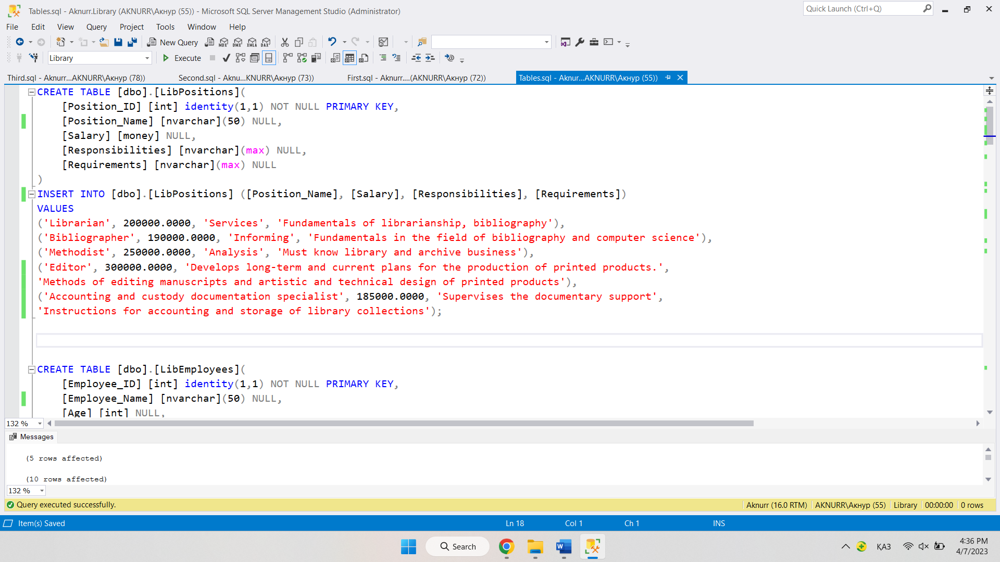 Tables.sql - Aknurr.Library (AKNURR\Акнур (55)) - Microsoft SQL Server Management Studio (Administrator)
Quick Launch (Ctrl+Q)
File Edit View Query Project Tools Window Help
New Query MDX DMX XMLA DAX
Library Execute
Third.sql - Aknurr...AKNURR\Акнур (78)) Second.sql - Aknu...KNURR\Акнур (73)) First.sql - Aknurr....(AKNURR\Акнур (72)) Tables.sql - Aknur...AKNURR\Акнур (55))
CREATE TABLE [dbo].[LibPositions](
[Position_ID] [int] identity(1,1) NOT NULL PRIMARY KEY,
[Position_Name] [nvarchar](50) NULL,
[Salary] [money] NULL,
[Responsibilities] [nvarchar](max) NULL,
[Requirements] [nvarchar](max) NULL
)
INSERT INTO [dbo].[LibPositions] ([Position_Name], [Salary], [Responsibilities], [Requirements])
VALUES
('Librarian', 200000.0000, 'Services', 'Fundamentals of librarianship, bibliography'),
('Bibliographer', 190000.0000, 'Informing', 'Fundamentals in the field of bibliography and computer science'),
('Methodist', 250000.0000, 'Analysis', 'Must know library and archive business'),
('Editor', 300000.0000, 'Develops long-term and current plans for the production of printed products.',
'Methods of editing manuscripts and artistic and technical design of printed products'),
('Accounting and custody documentation specialist', 185000.0000, 'Supervises the documentary support',
'Instructions for accounting and storage of library collections');
CREATE TABLE [dbo].[LibEmployees](
[Employee_ID] [int] identity(1,1) NOT NULL PRIMARY KEY,
[Employee_Name] [nvarchar](50) NULL,
[Age] [int] NULL,
132 %
Messages
(5 rows affected)
(10 rows affected)
132 %
Query executed successfully. Aknurr (16.0 RTM) AKNURR\Акнур (55) Library 00:00:00 0 rows
Item(s) Saved Ln 18 Col 1 Ch 1 INS
Search ҚАЗ 4:36 PM
4/7/2023